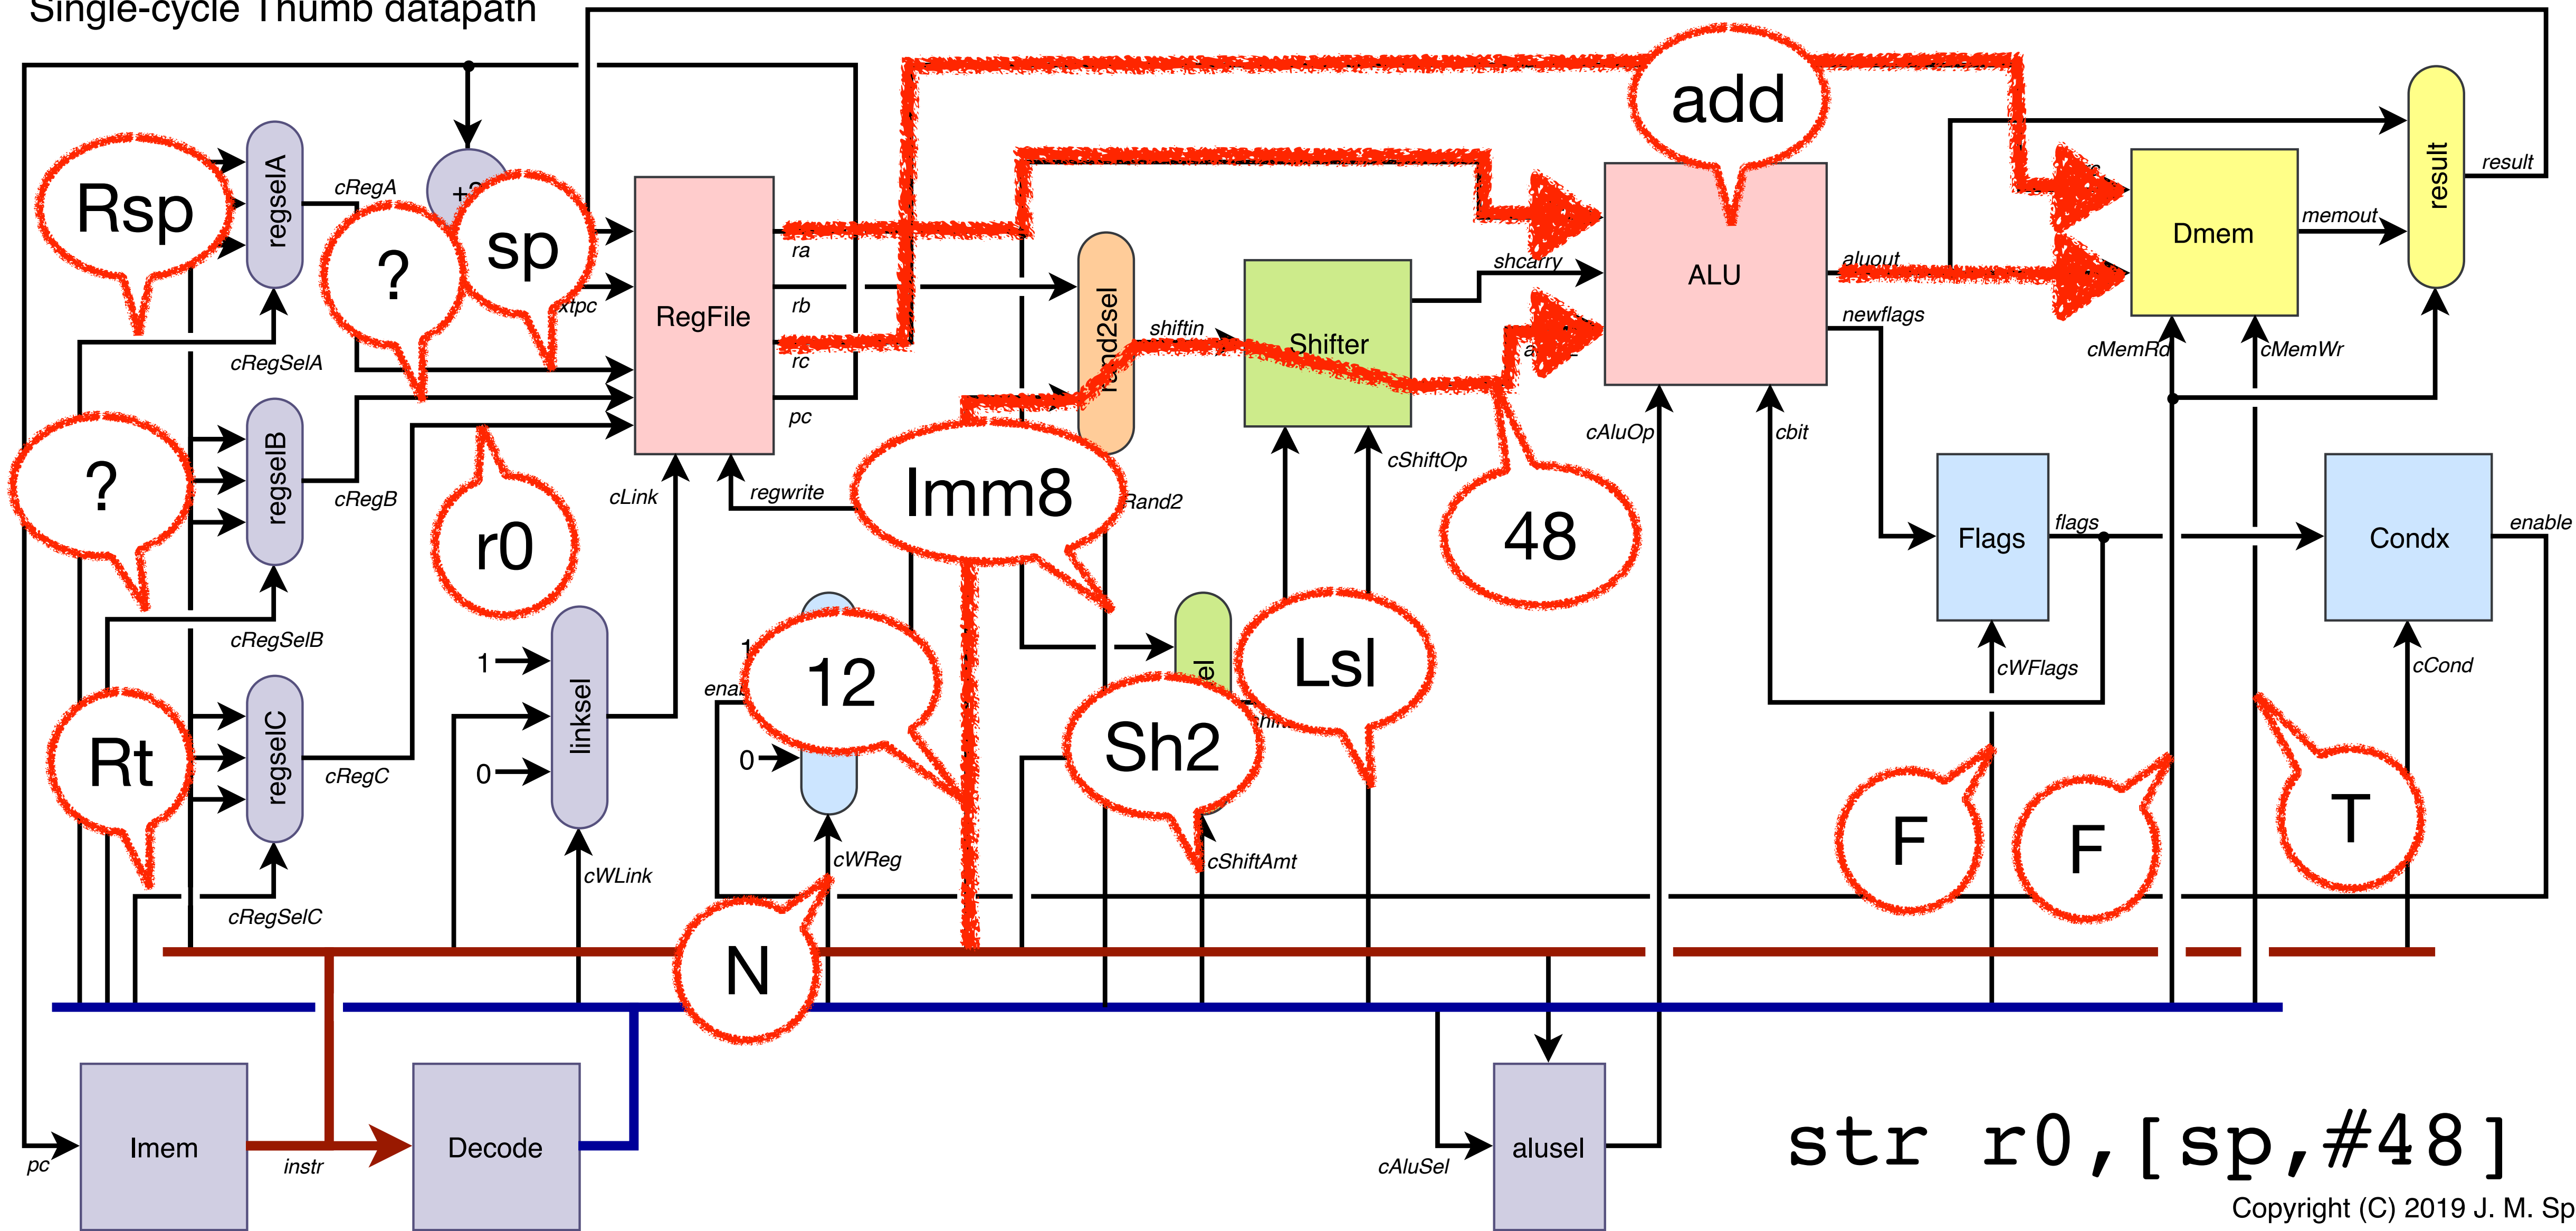 Single-cycle Thumb datapath
add
Rsp
regselA
cRegA
?
sp
RegFile
ra
rb
rc
pc
rand2sel
shiftin
Shifter
shcarry
ALU
aluout
newflags
Dmem
memout
result
result
cRegSelA
cMemRd
cMemWr
?
regselB
cRegB
r0
cLink
regwrite
Imm8
Rand2
cShiftOp
48
cAluOp
cbit
Flags
flags
Condx
enable
cRegSelB
1
linksel
0
12
0
Sh2
Lsl
cWFlags
cCond
Rt
regselC
cRegC
cWLink
cWReg
cShiftAmt
F
F
T
cRegSelC
N
Imem
Decode
pc
instr
cAluSel
alusel
str r0,[sp,#48]
Copyright (C) 2019 J. M. Sp